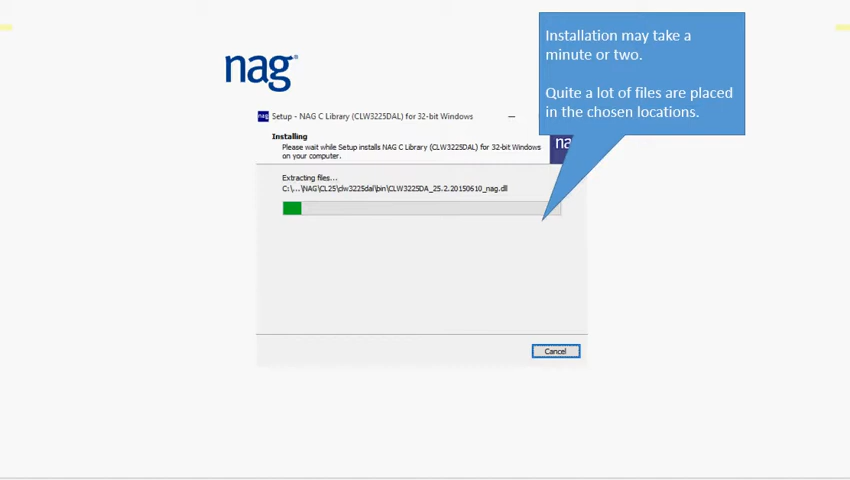 Installation may take a
minute or two.
Quite a lot of files are placed
in the chosen locations.
nag®
nag Setup - NAG C Library (CLW3225DAL) for 32-bit Windows
Installing
Please wait while Setup installs NAG C Library (CLW3225DAL) for 32-bit Windows
on your computer.
Extracting files...
C:\...\NAG\CL25\clw3225dal\bin\CLW3225DA_25.2.20150610_nag.dll
Cancel